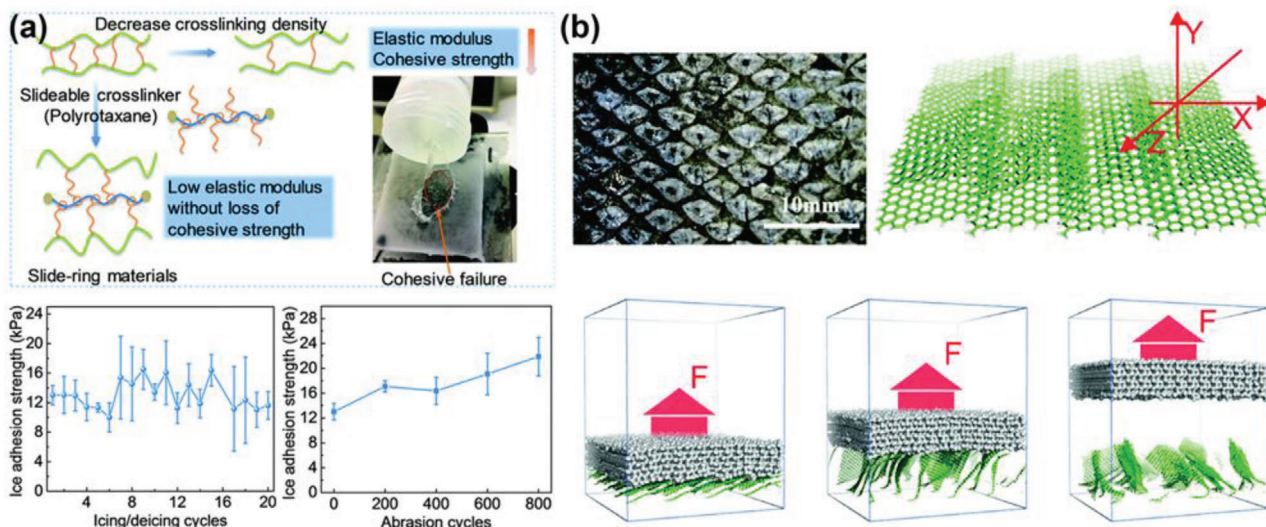 (a)
Decrease crosslinking density
Elastic modulus
Cohesive strength
Slideable crosslinker
(Polyrotaxane)
Low elastic modulus
without loss of
cohesive strength
Slide-ring materials
Cohesive failure
Ice adhesion strength (kPa)
24
20
16
12
8
4
0
4
8
12
16
20
Icing/deicing cycles
Ice adhesion strength (kPa)
28
24
20
16
12
8
4
0
0
200
400
600
800
Abrasion cycles
(b)
10mm
Y
X
Z
F
F
F